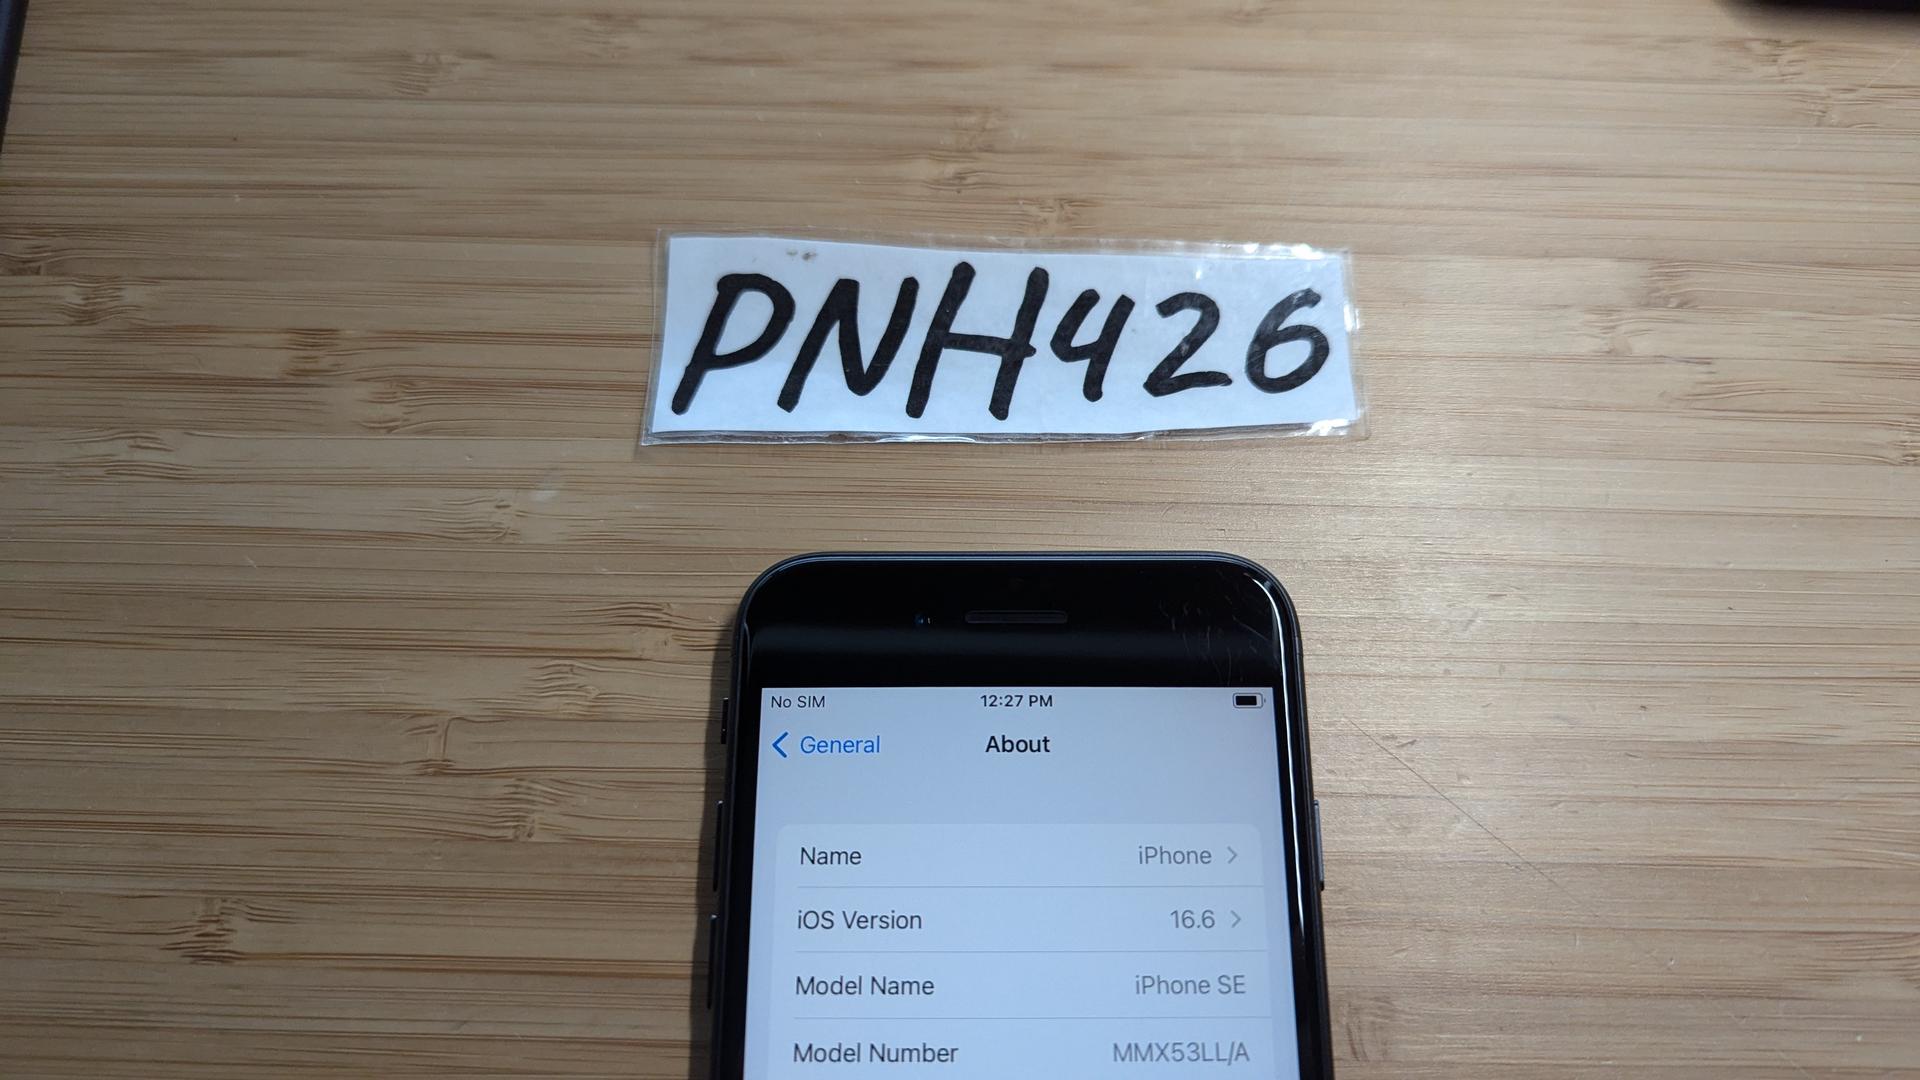 PNH426
No SIM 12:27 PM
General About
Name iPhone
iOS Version 16.6
Model Name iPhone SE
Model Number MMX53LL/A